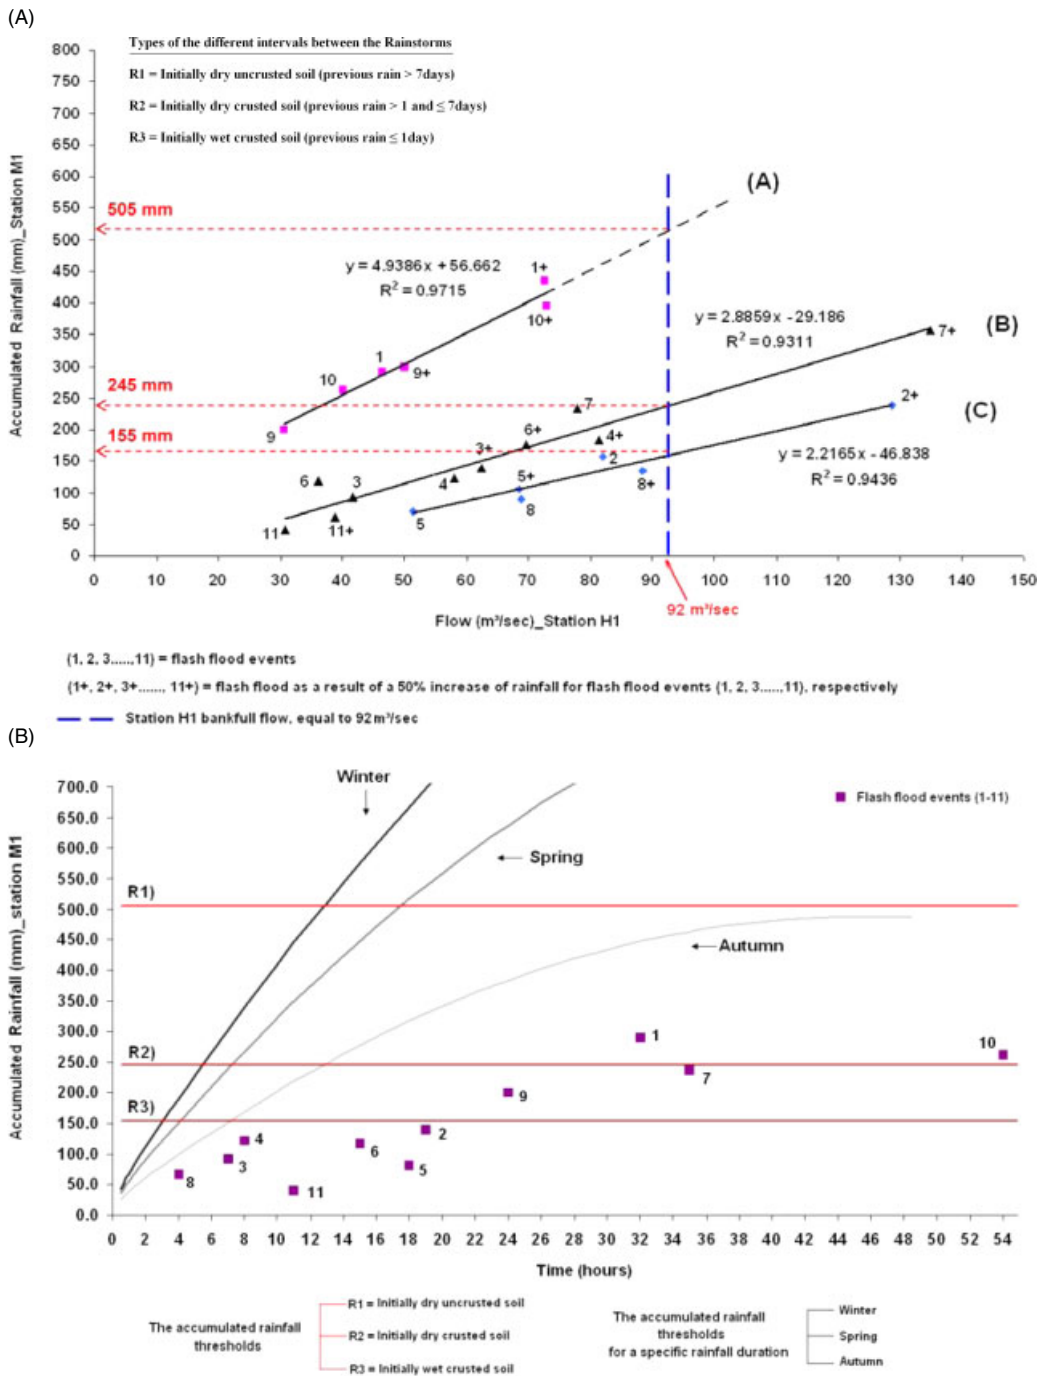 (A)
Types of the different intervals between the Rainstorms
R1 = Initially dry uncrusted soil (previous rain > 7days)
R2 = Initially dry crusted soil (previous rain > 1 and ≤ 7days)
R3 = Initially wet crusted soil (previous rain ≤ 1day)
Accumulated Rainfall (mm)_Station M1
800
750
700
650
600
550
500
450
400
350
300
250
200
150
100
50
0
505 mm
245 mm
155 mm
(A)
y = 4.9386x + 56.662
R² = 0.9715
1+
10+
1
9+
10
9
y = 2.8859x - 29.186
R² = 0.9311
7+
(B)
2+
(C)
y = 2.2165x - 46.838
R² = 0.9436
7
6+
4+
3+
2
5+
8+
6
3
4
8
5
11
11+
0 10 20 30 40 50 60 70 80 90 100 110 120 130 140 150
92 m³/sec
Flow (m³/sec)_Station H1
(1, 2, 3.....,11) = flash flood events
(1+, 2+, 3+......., 11+) = flash flood as a result of a 50% increase of rainfall for flash flood events (1, 2, 3.....,11), respectively
Station H1 bankfull flow, equal to 92m³/sec
(B)
Accumulated Rainfall (mm)_station M1
700.0
650.0
600.0
550.0
500.0
450.0
400.0
350.0
300.0
250.0
200.0
150.0
100.0
50.0
0.0
Winter
Flash flood events (1-11)
Spring
R1)
Autumn
R2)
R3)
1
10
7
9
4
2
6
3
5
8
11
0 2 4 6 8 10 12 14 16 18 20 22 24 26 28 30 32 34 36 38 40 42 44 46 48 50 52 54
Time (hours)
The accumulated rainfall
thresholds
R1 = Initially dry uncrusted soil
R2 = Initially dry crusted soil
R3 = Initially wet crusted soil
The accumulated rainfall
thresholds
for a specific rainfall duration
Winter
Spring
Autumn